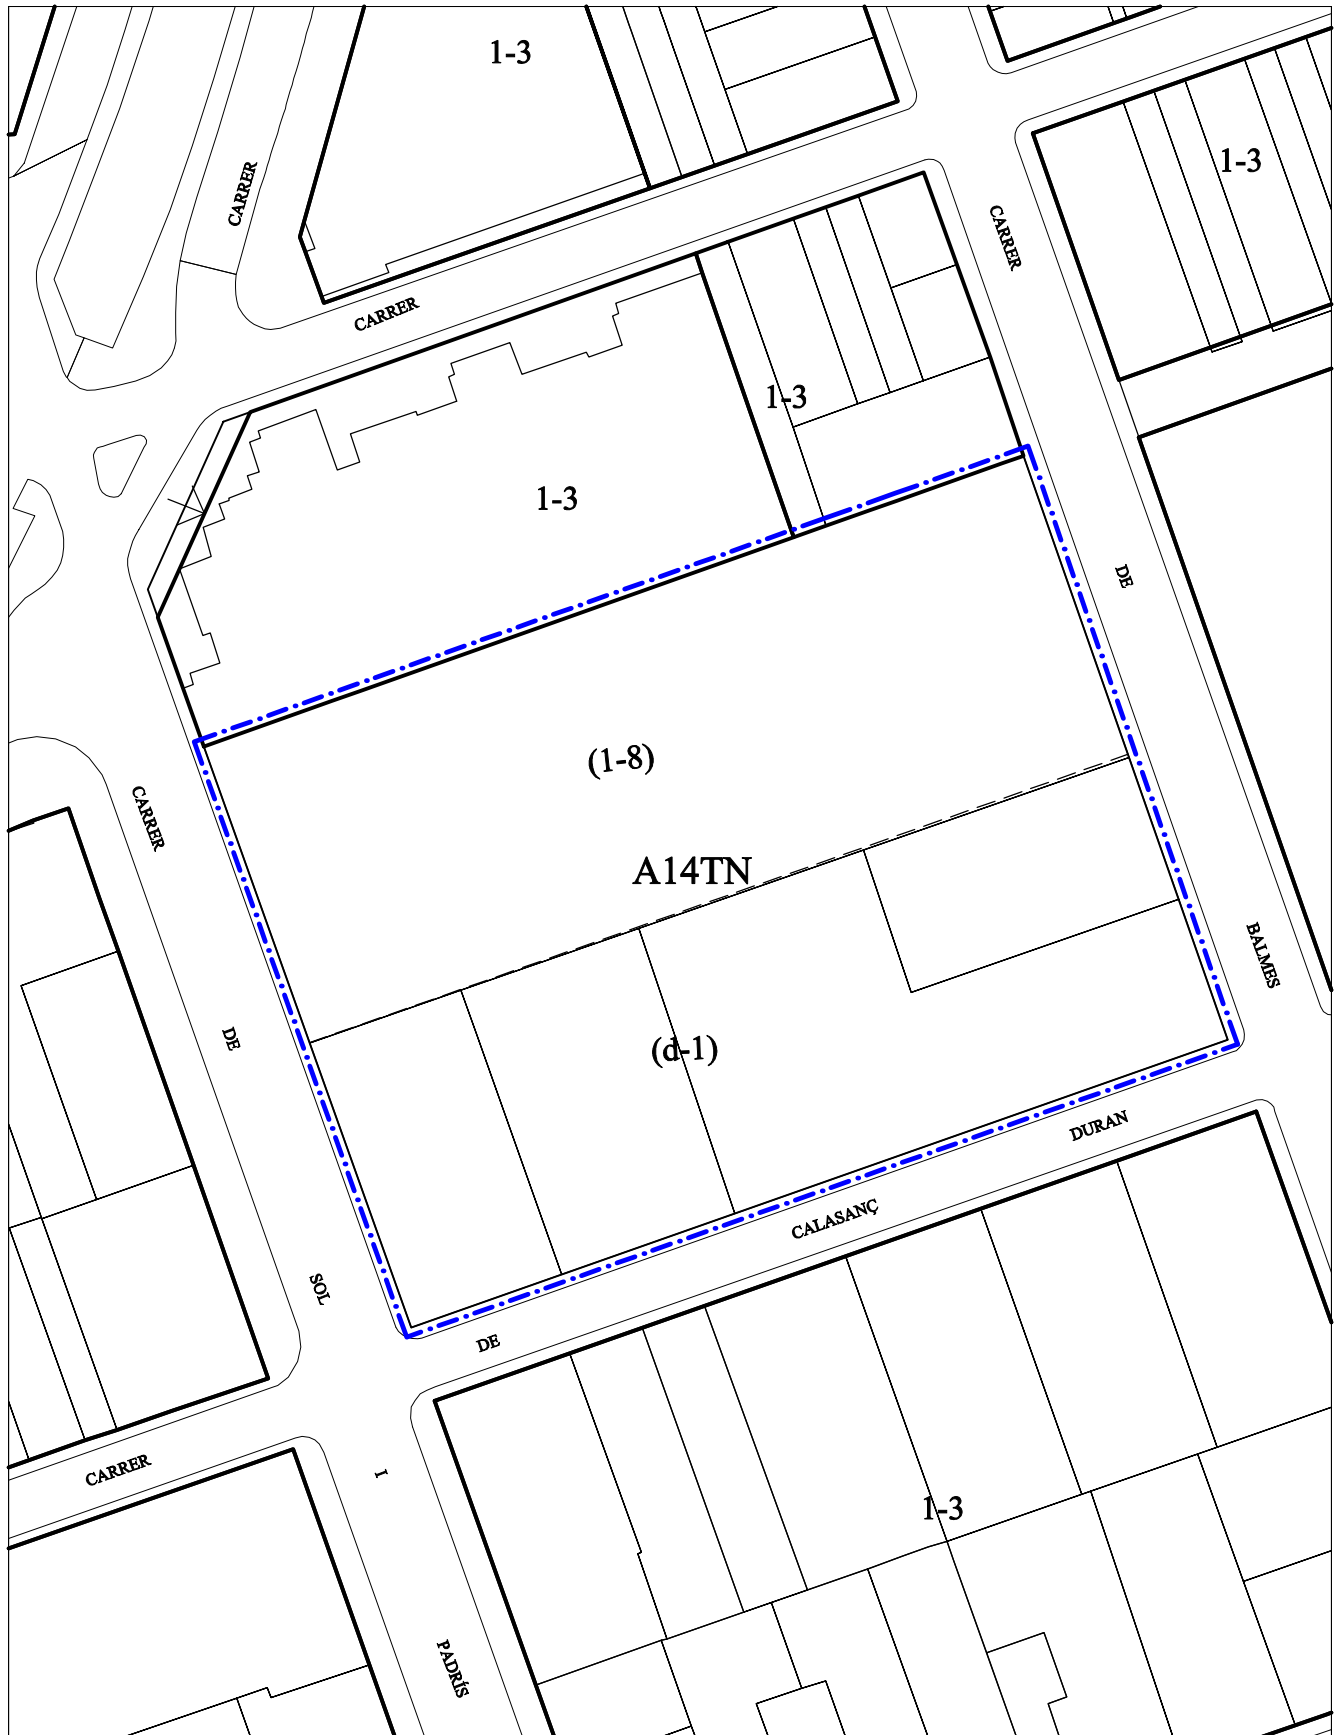 1-3
CARRER
1-3
CARRER
CARRER
1-3
1-3
DE
(1-8)
CARRER
A14TN
BALMES
DE
(d-1)
DURAN
CALASANÇ
SOL
DE
CARRER
I
1-3
PADRÍS